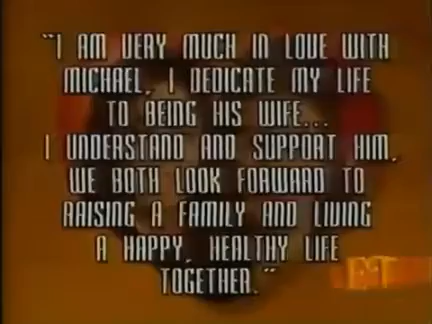 "I AM VERY MUCH IN LOVE WITH
MICHAEL, I DEDICATE MY LIFE
TO BEING HIS WIFE...
I UNDERSTAND AND SUPPORT HIM.
WE BOTH LOOK FORWARD TO
RAISING A FAMILY AND LIVING
A HAPPY, HEALTHY LIFE
TOGETHER."
ET